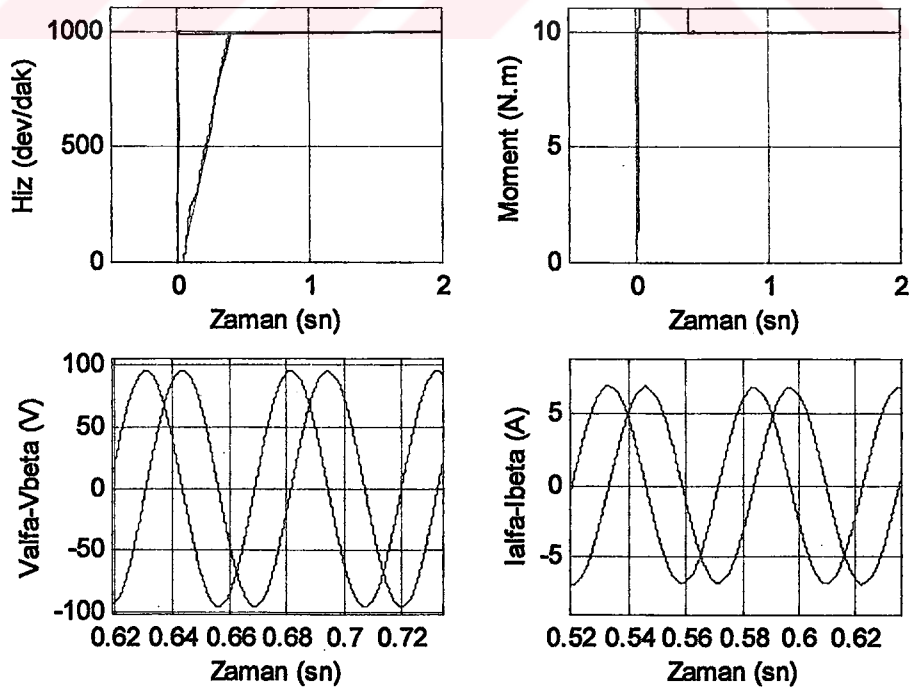 Hiz (dev/dak)
1000
500
0
0 1 2
Zaman (sn)
Moment (N.m)
10
5
0
0 1 2
Zaman (sn)
Valfa-Vbeta (V)
100
50
0
-50
-100
0.62 0.64 0.66 0.68 0.7 0.72
Zaman (sn)
Ialfa-Ibeta (A)
5
0
-5
0.52 0.54 0.56 0.58 0.6 0.62
Zaman (sn)